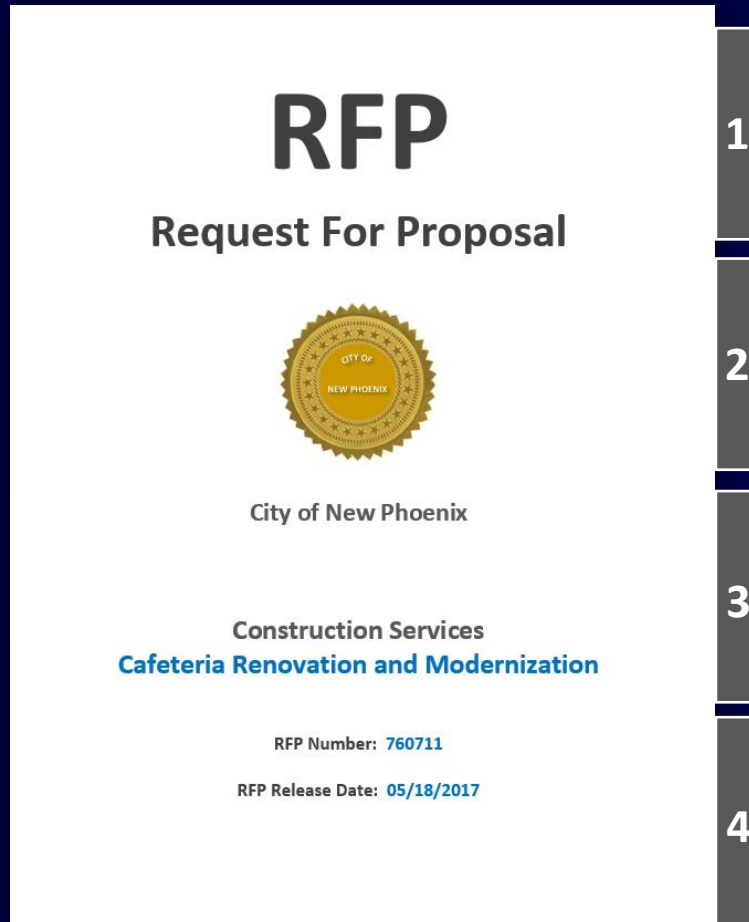 RFP
Request For Proposal
CITY OF
NEW PHOENIX
City of New Phoenix
Construction Services
Cafeteria Renovation and Modernization
RFP Number: 760711
RFP Release Date: 05/18/2017
1
2
3
4